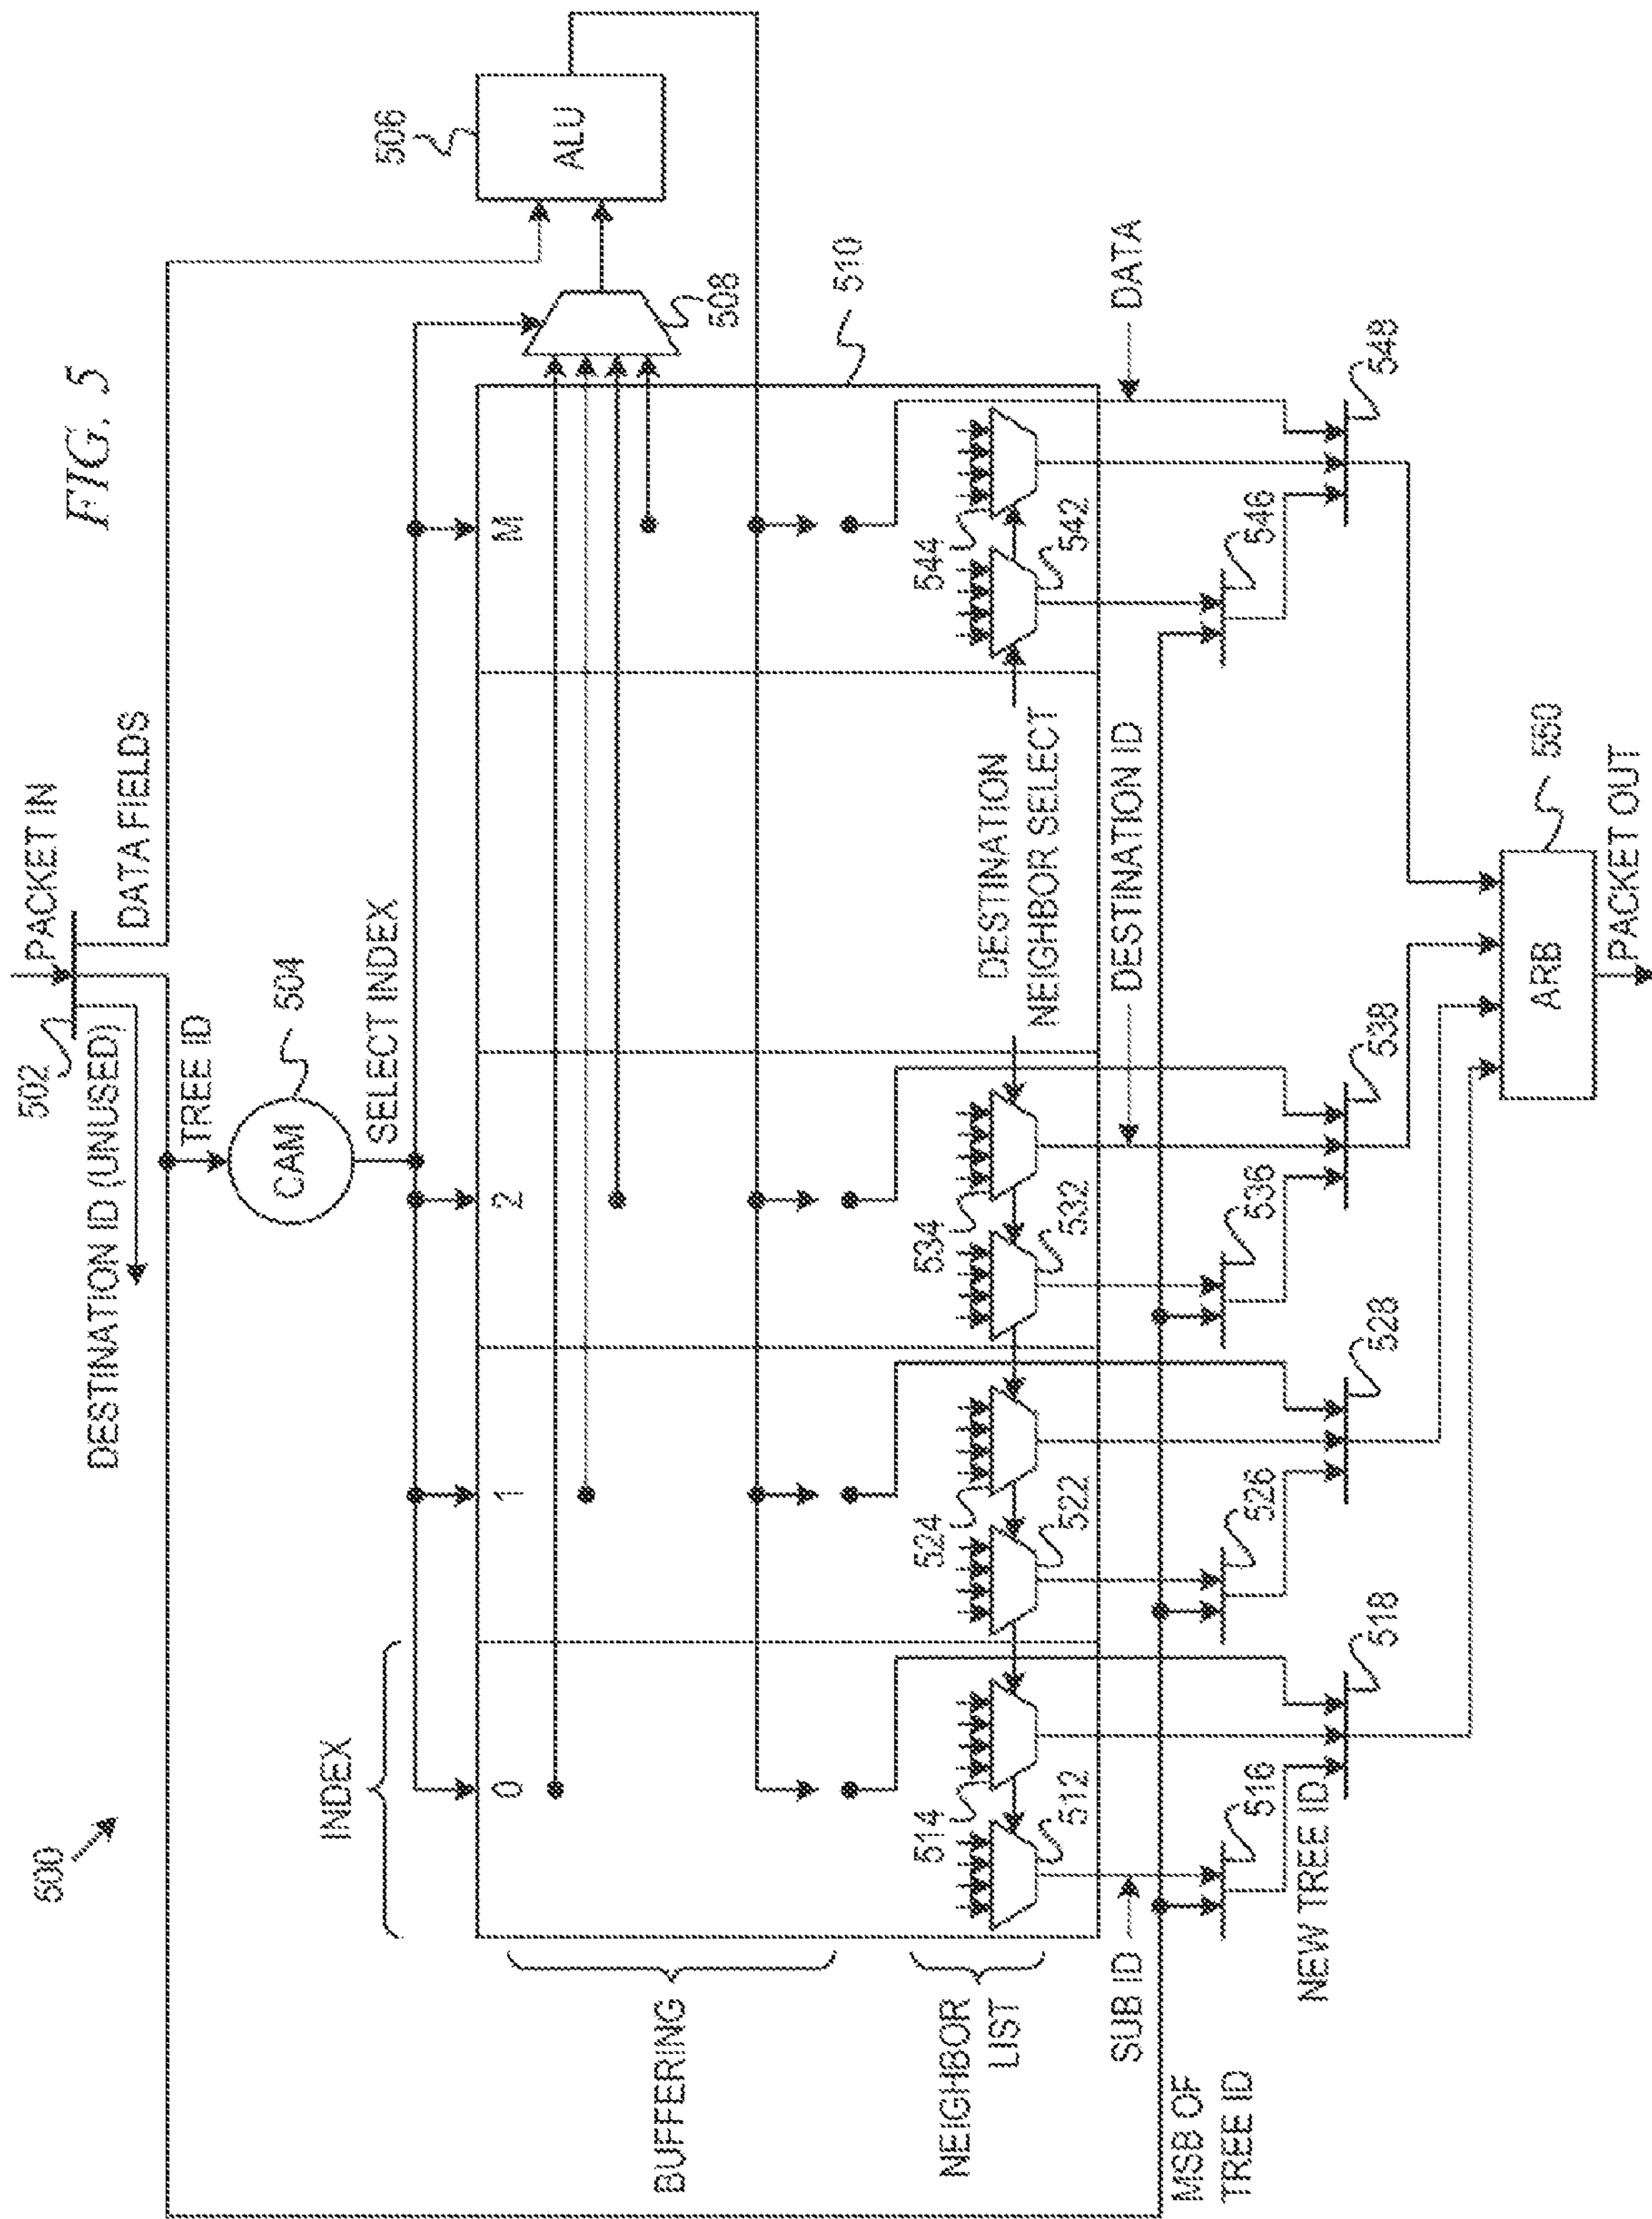 FIG. 5
500
PACKET IN
502
DATA FIELDS
DESTINATION ID (UNUSED)
TREE ID
CAM
504
506
ALU
SELECT INDEX
INDEX
508
510
0
1
2
M
BUFFERING
NEIGHBOR
LIST
514
512
524
522
534
532
544
542
DESTINATION
NEIGHBOR SELECT
SUB ID
DESTINATION ID
DATA
MSB OF
TREE ID
516
526
536
546
NEW TREE ID
518
528
538
548
ARB
560
PACKET OUT